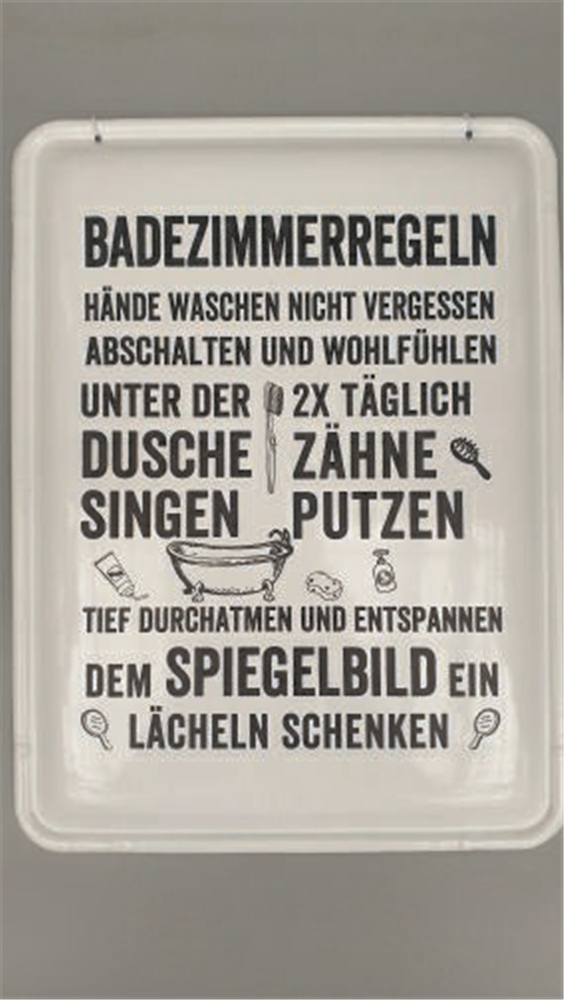 BADEZIMMERREGELN
HÄNDE WASCHEN NICHT VERGESSEN
ABSCHALTEN UND WOHLFÜHLEN
UNTER DER
DUSCHE
SINGEN
2X TÄGLICH
ZÄHNE
PUTZEN
TIEF DURCHATMEN UND ENTSPANNEN
DEM SPIEGELBILD EIN
LÄCHELN SCHENKEN